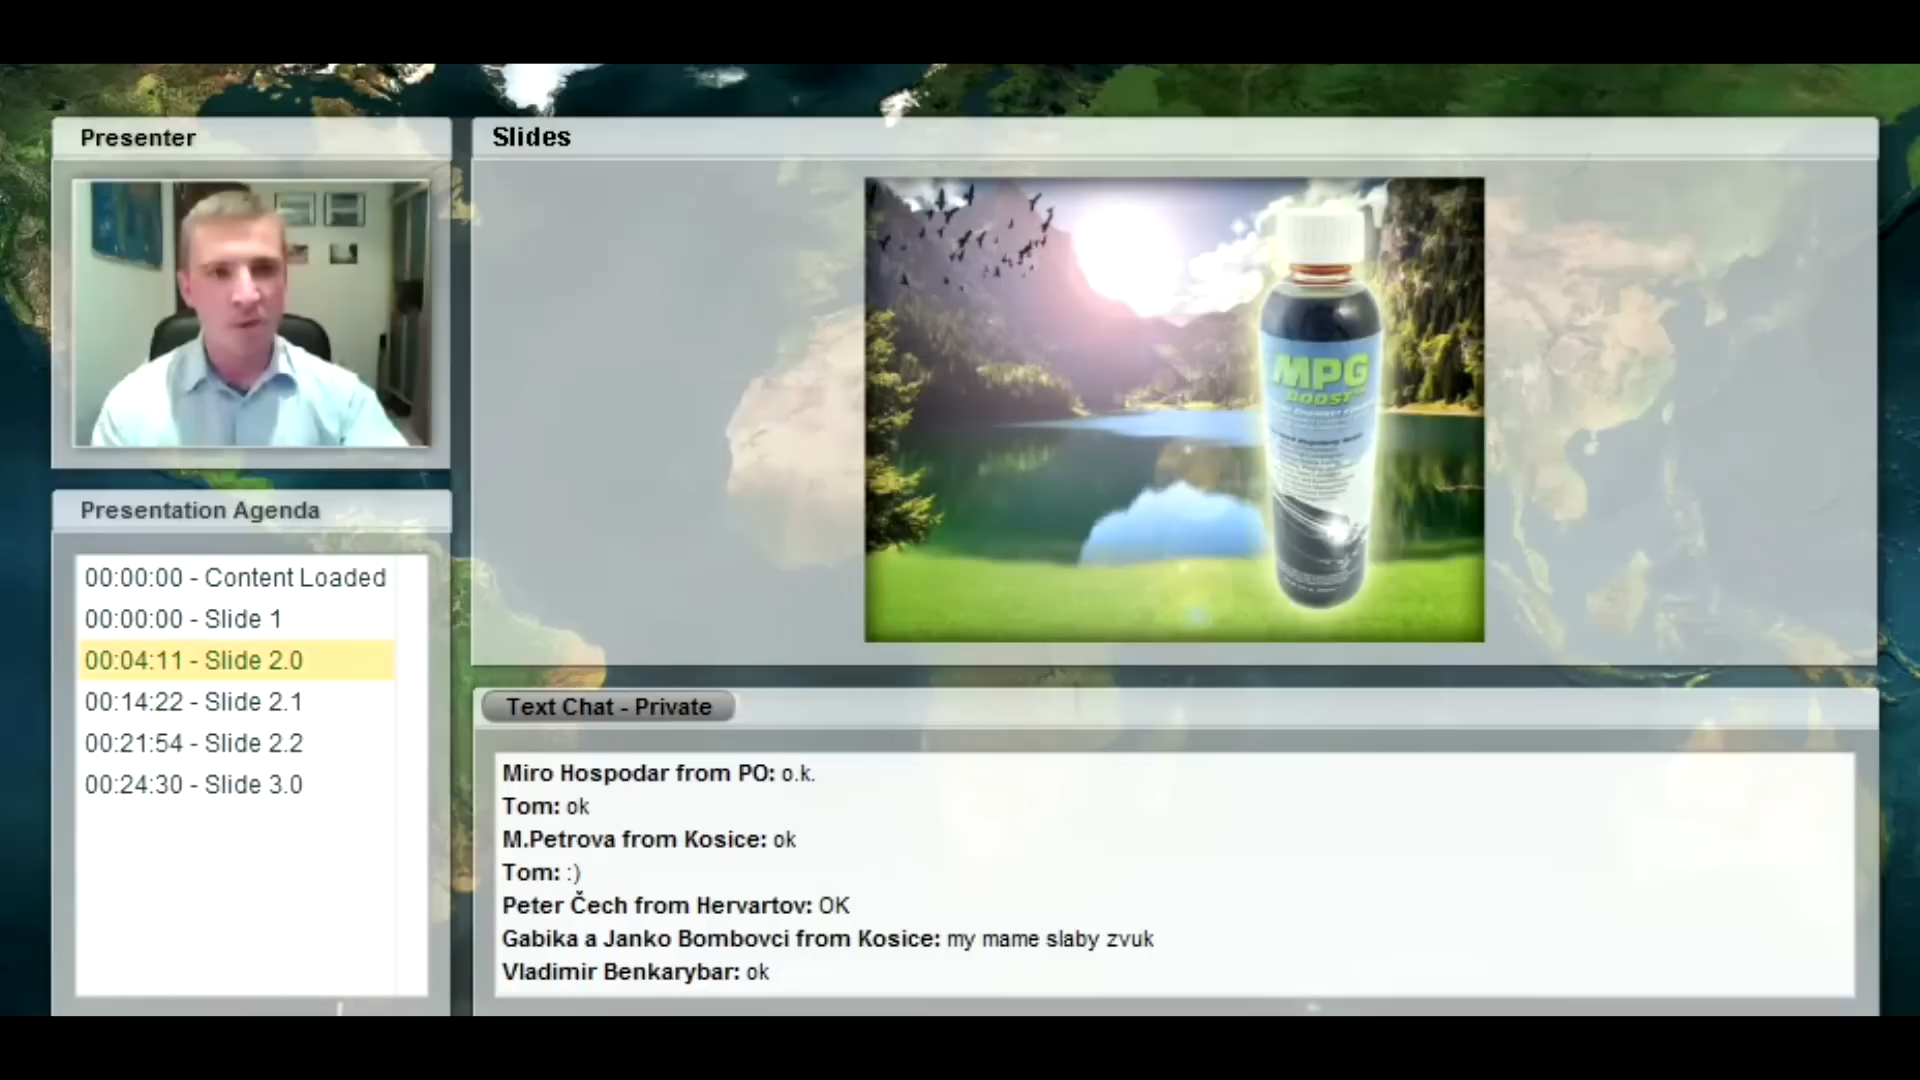 Presenter
Slides
MPG
BOOST
Presentation Agenda
00:00:00 - Content Loaded
00:00:00 - Slide 1
00:04:11 - Slide 2.0
00:14:22 - Slide 2.1
00:21:54 - Slide 2.2
00:24:30 - Slide 3.0
Text Chat - Private
Miro Hospodar from PO: o.k.
Tom: ok
M.Petrova from Kosice: ok
Tom: :)
Peter Čech from Hervartov: OK
Gabika a Janko Bombovci from Kosice: my mame slaby zvuk
Vladimir Benkarybar: ok